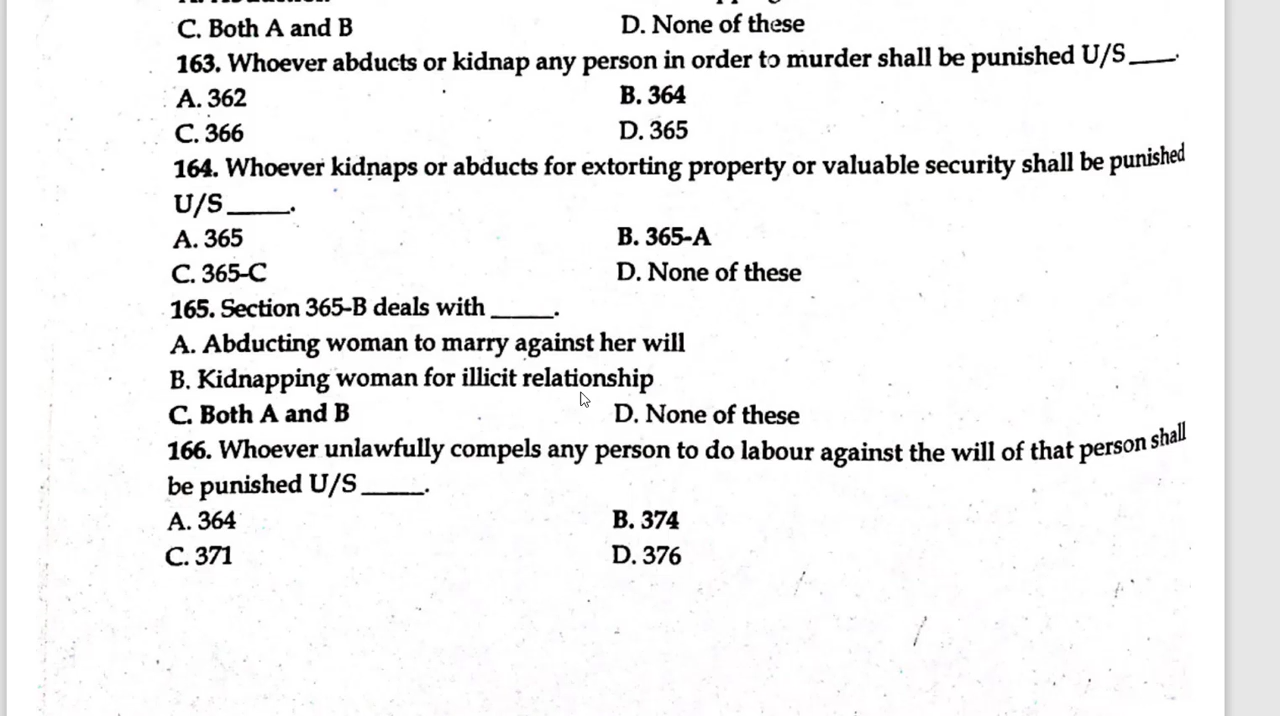 C. Both A and B D. None of these
163. Whoever abducts or kidnap any person in order to murder shall be punished U/S____.
A. 362 B. 364
C. 366 D. 365
164. Whoever kidnaps or abducts for extorting property or valuable security shall be punished
U/S_____.
A. 365 B. 365-A
C. 365-C D. None of these
165. Section 365-B deals with _____.
A. Abducting woman to marry against her will
B. Kidnapping woman for illicit relationship
C. Both A and B D. None of these
166. Whoever unlawfully compels any person to do labour against the will of that person shall
be punished U/S_____.
A. 364 B. 374
C. 371 D. 376